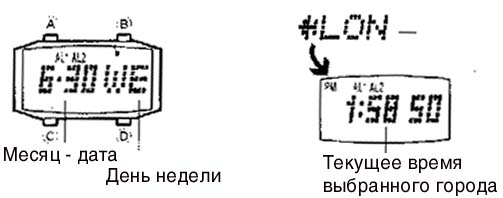 A B
AL1 AL2
6-30 WE
C D
Месяц - дата
День недели
*LON
PM AL1 AL2
1:58 50
Текущее время
выбранного города